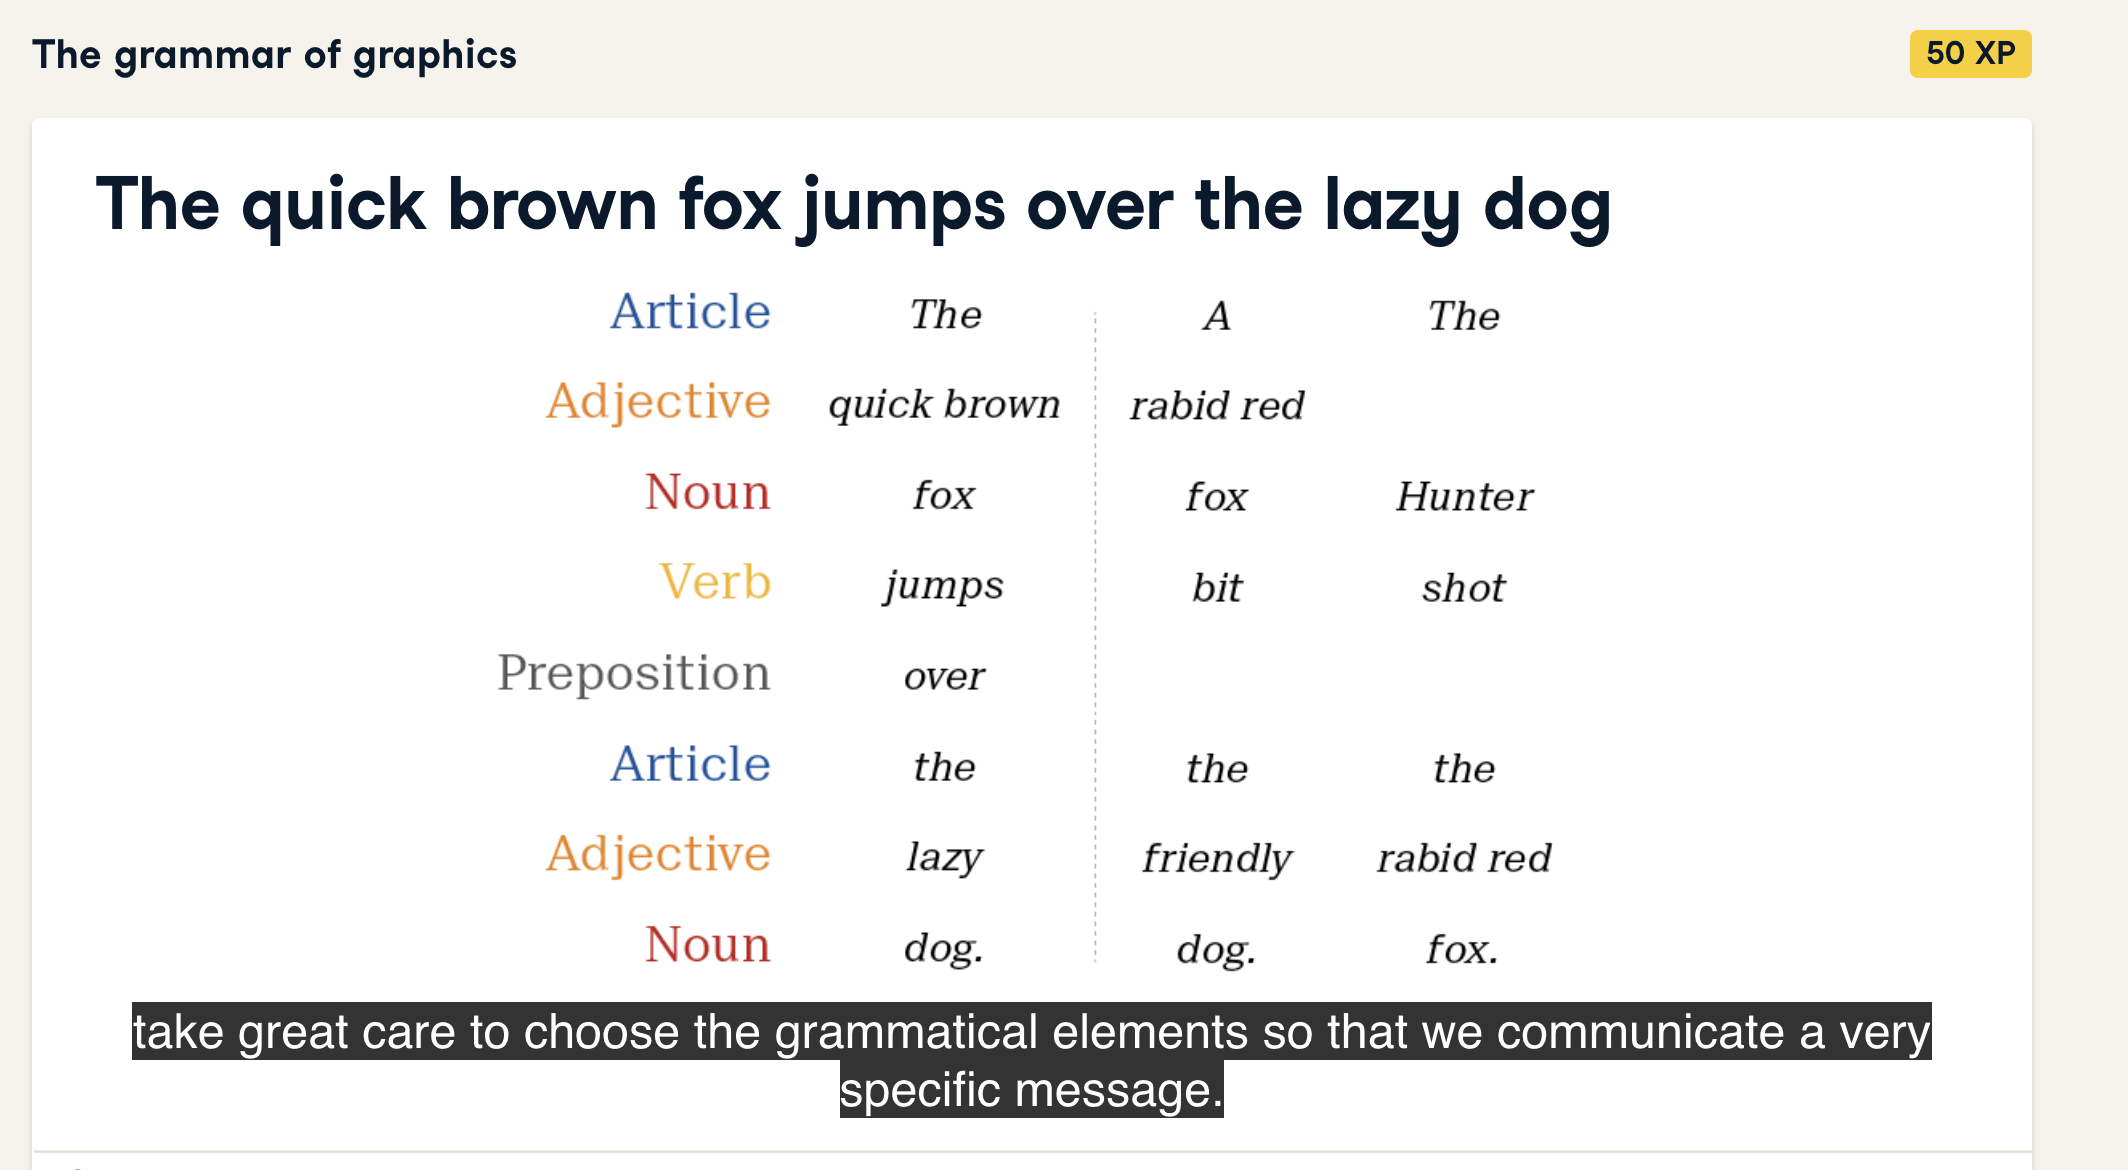 The grammar of graphics
50 XP
The quick brown fox jumps over the lazy dog
Article The A The
Adjective quick brown rabid red
Noun fox fox Hunter
Verb jumps bit shot
Preposition over
Article the the the
Adjective lazy friendly rabid red
Noun dog. dog. fox.
take great care to choose the grammatical elements so that we communicate a very
specific message.